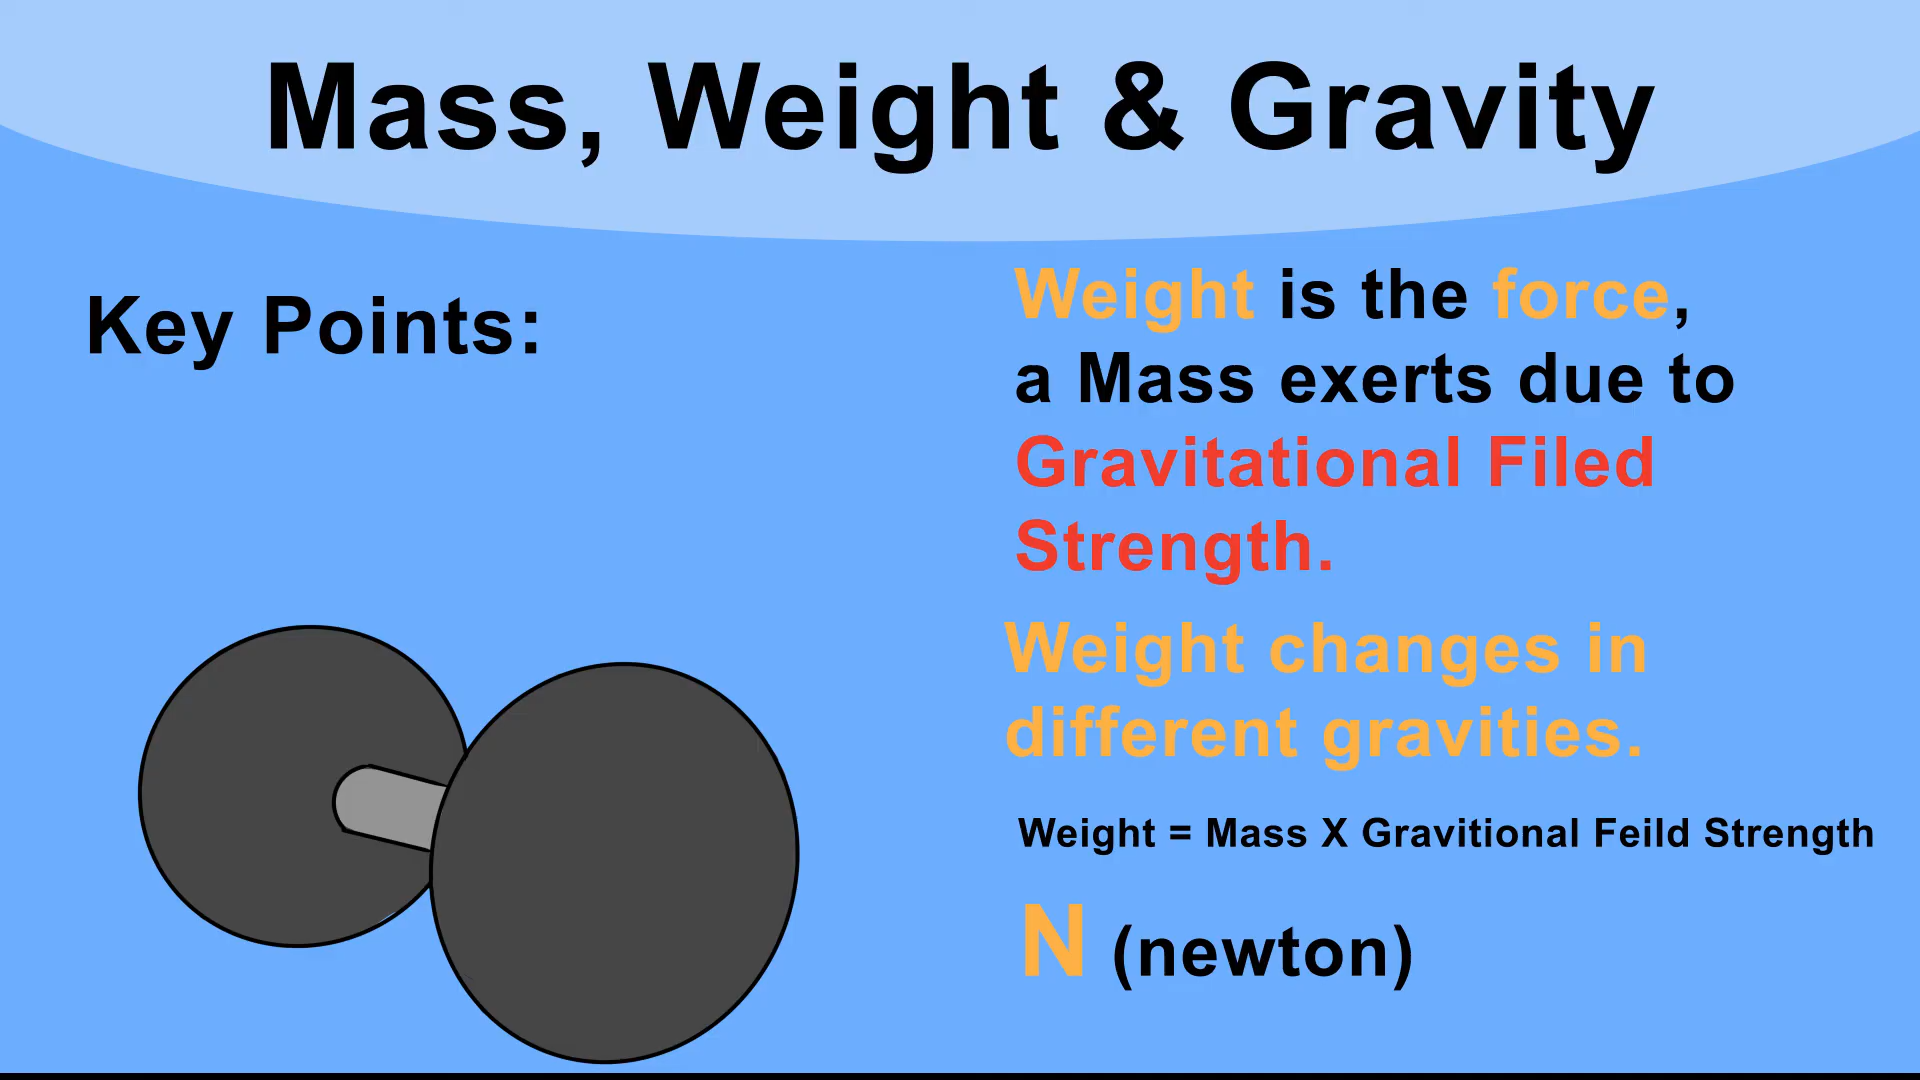 Mass, Weight & Gravity
Key Points:
Weight is the force,
a Mass exerts due to
Gravitational Filed
Strength.
Weight changes in
different gravities.
Weight = Mass X Gravitional Feild Strength
N (newton)